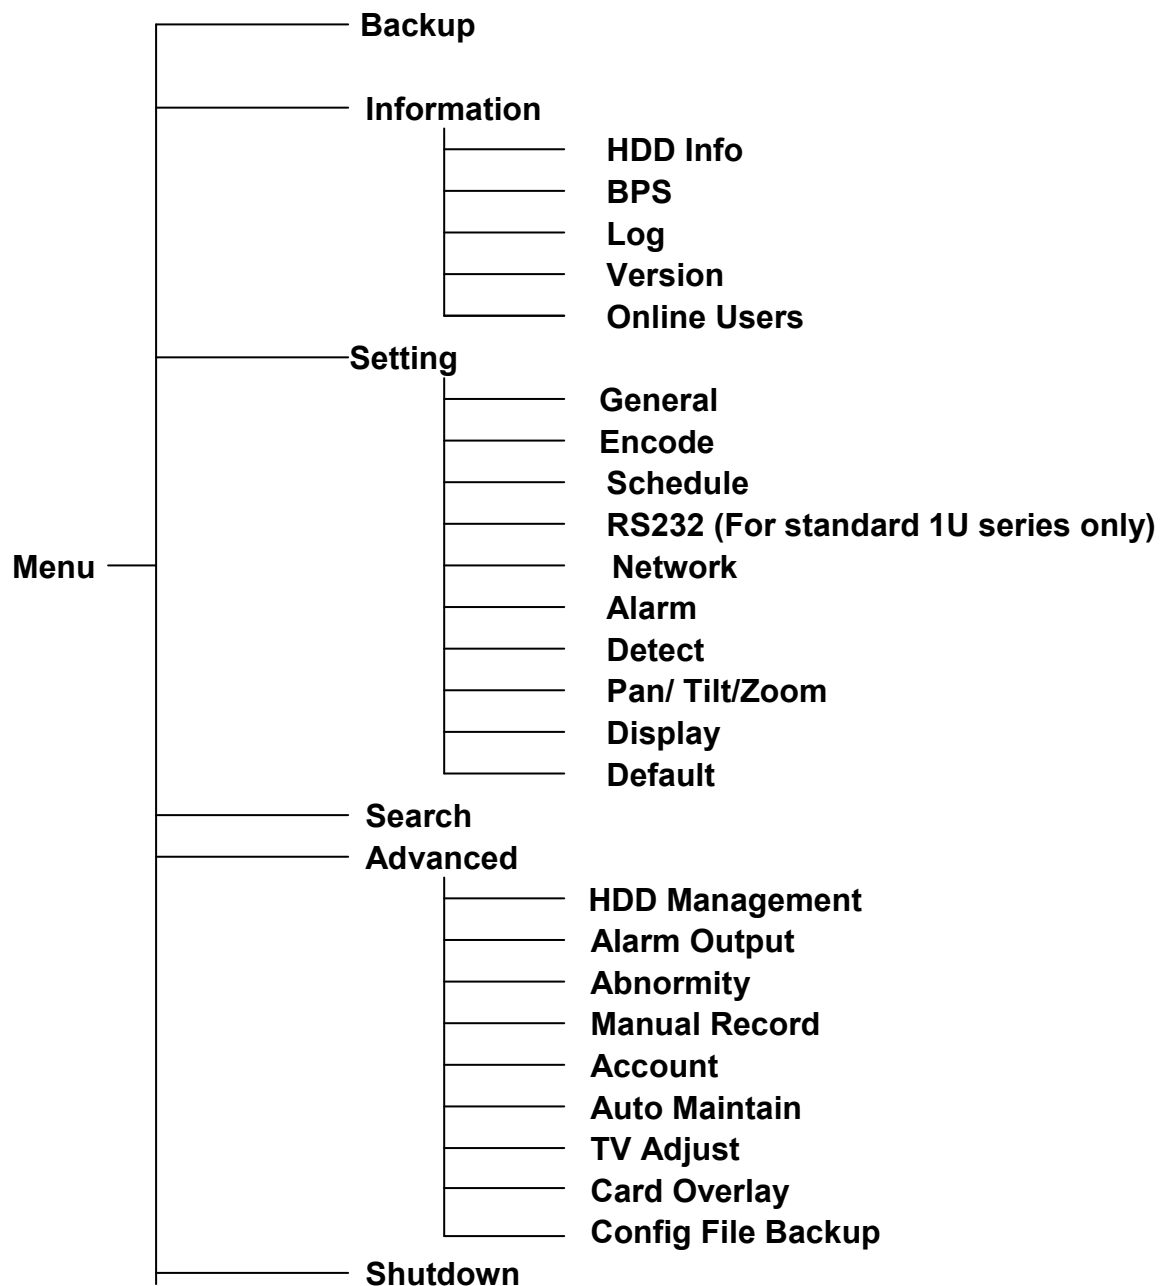 Backup
Information
HDD Info
BPS
Log
Version
Online Users
Setting
General
Encode
Schedule
RS232 (For standard 1U series only)
Menu
Network
Alarm
Detect
Pan/ Tilt/Zoom
Display
Default
Search
Advanced
HDD Management
Alarm Output
Abnormity
Manual Record
Account
Auto Maintain
TV Adjust
Card Overlay
Config File Backup
Shutdown